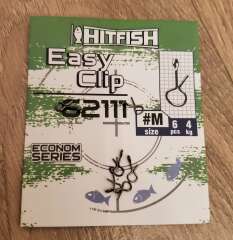 HITFISH
Easy
Clip
62111
#M
size
6
pcs
4
kg
ECONOM
SERIES